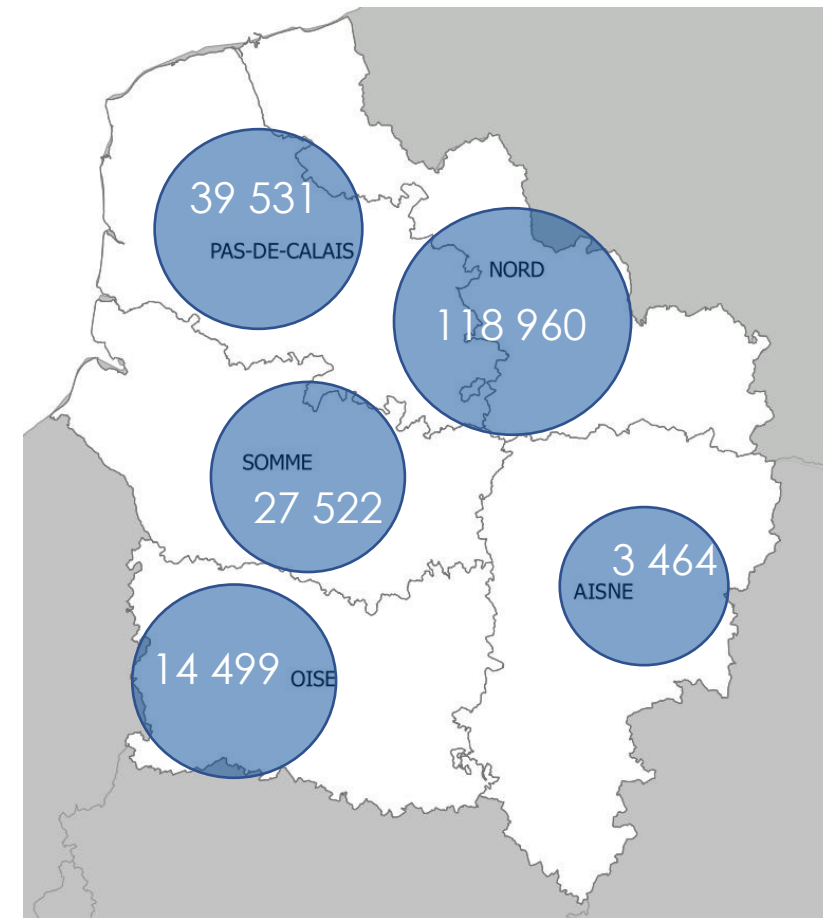 39 531
PAS-DE-CALAIS
NORD
118 960
SOMME
27 522
3 464
AISNE
14 499 OISE